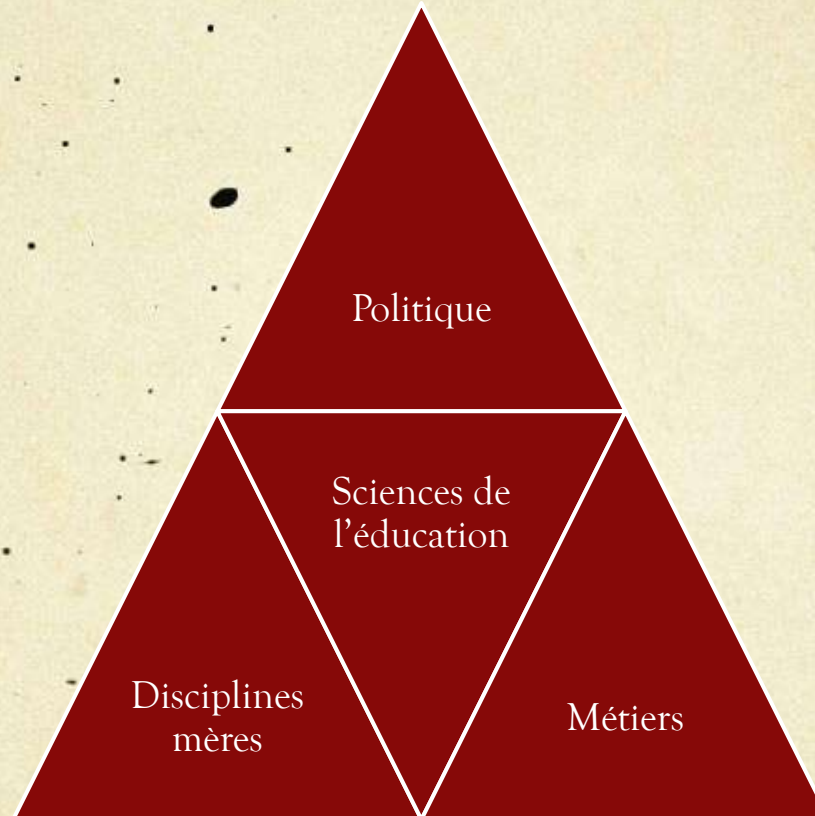 Politique
Sciences de
l’éducation
Disciplines
mères
Métiers